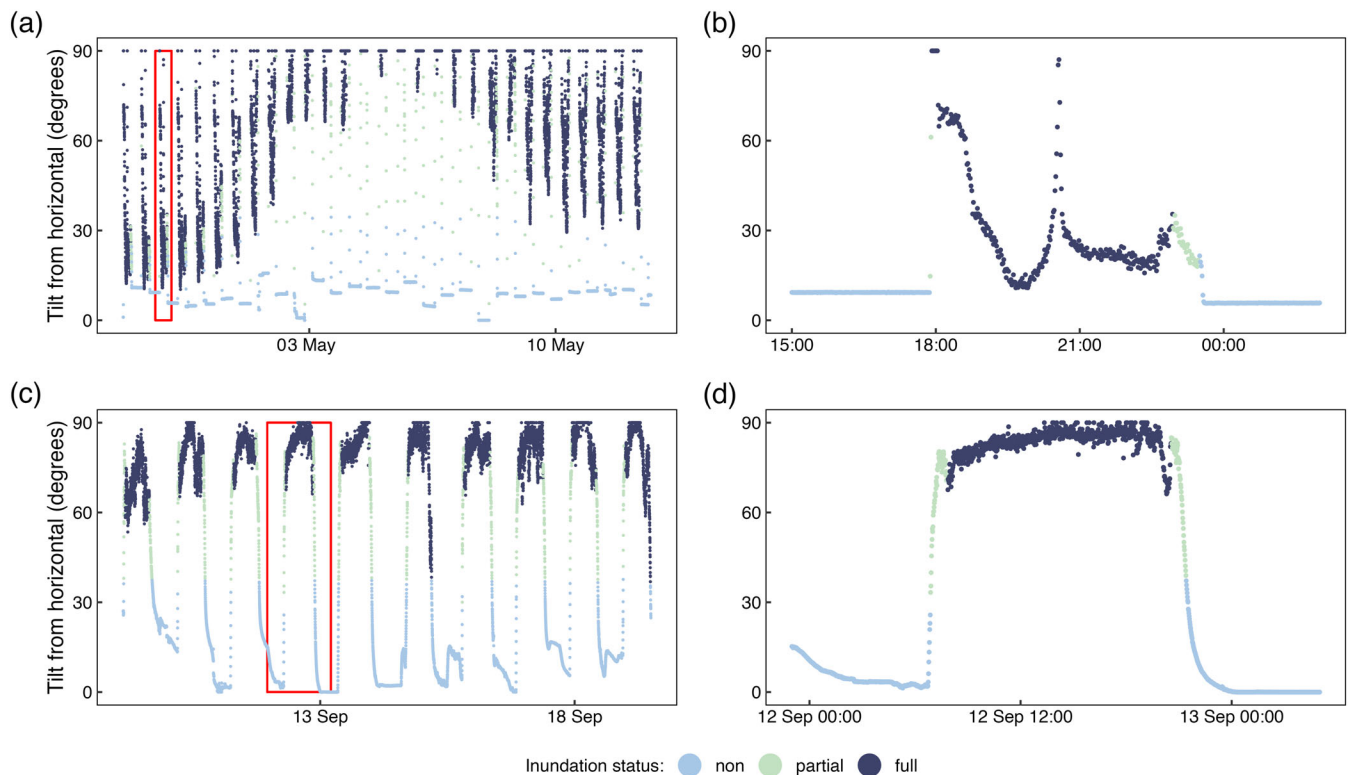 (a)
Tilt from horizontal (degrees)
90
60
30
0
03 May
10 May
(b)
90
60
30
0
15:00
18:00
21:00
00:00
(c)
Tilt from horizontal (degrees)
90
60
30
0
13 Sep
18 Sep
(d)
90
60
30
0
12 Sep 00:00
12 Sep 12:00
13 Sep 00:00
Inundation status: non partial full